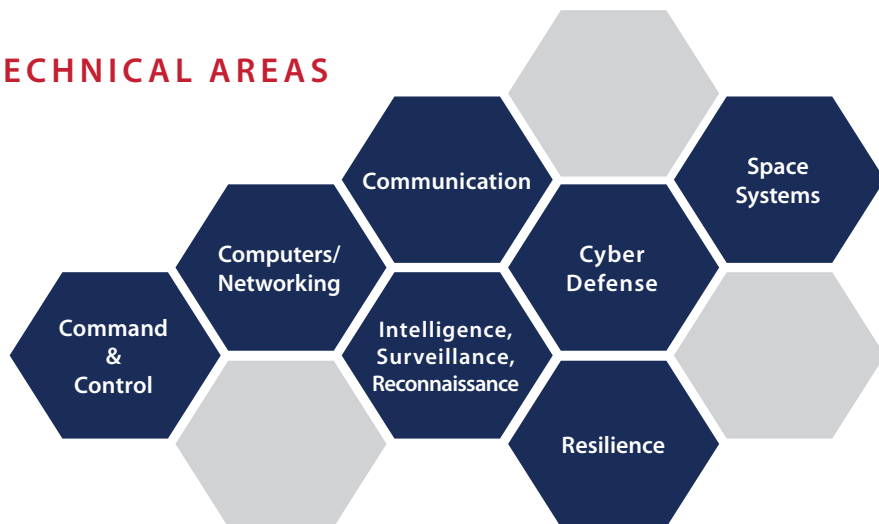 ECHNICAL AREAS
Communication
Space
Systems
Computers/
Networking
Cyber
Defense
Command
&
Control
Intelligence,
Surveillance,
Reconnaissance
Resilience